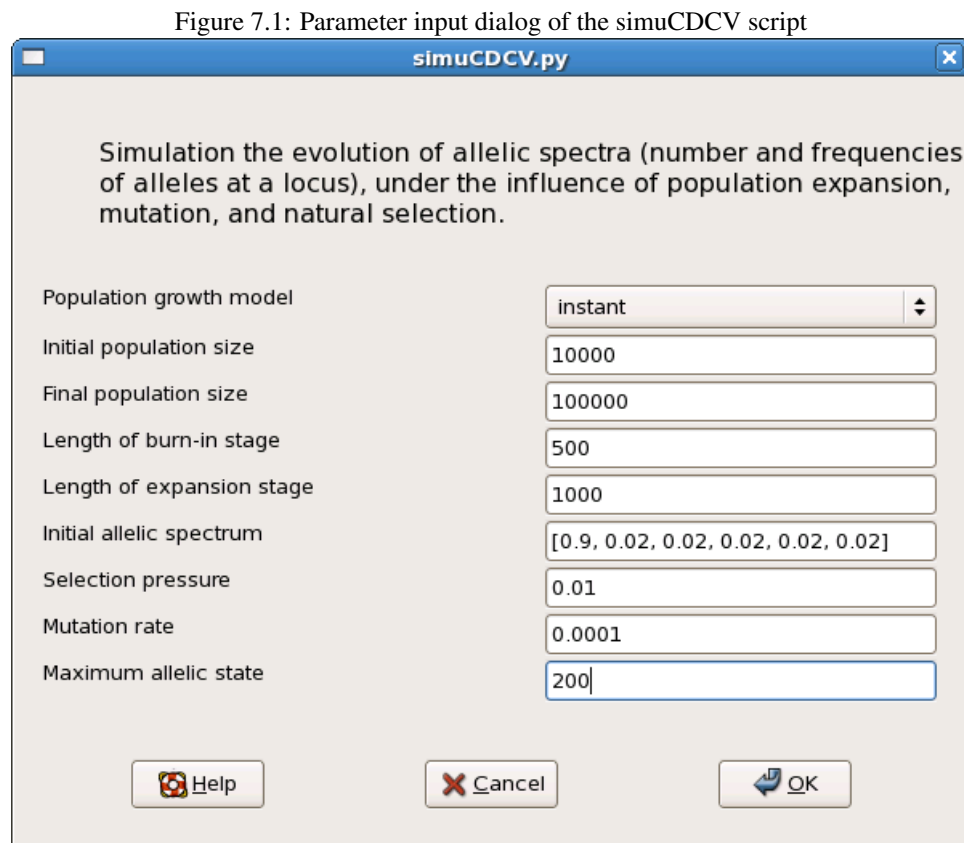 Figure 7.1: Parameter input dialog of the simuCDCV script
simuCDCV.py
Simulation the evolution of allelic spectra (number and frequencies
of alleles at a locus), under the influence of population expansion,
mutation, and natural selection.
Population growth model instant
Initial population size 10000
Final population size 100000
Length of burn-in stage 500
Length of expansion stage 1000
Initial allelic spectrum [0.9, 0.02, 0.02, 0.02, 0.02, 0.02]
Selection pressure 0.01
Mutation rate 0.0001
Maximum allelic state 200
Help Cancel OK